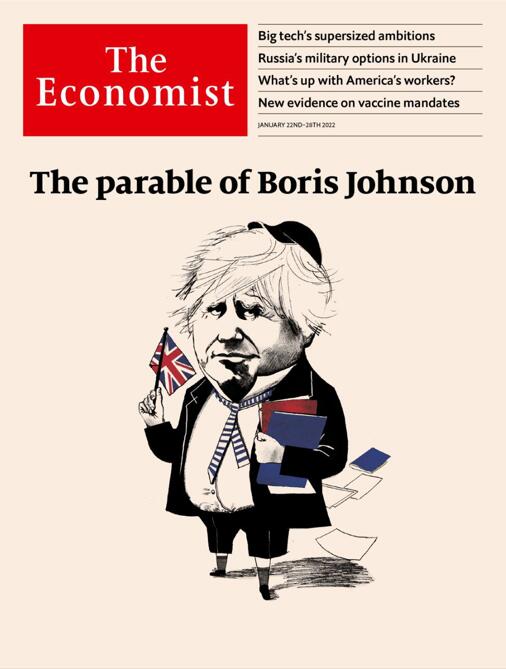 The
Economist
Big tech's supersized ambitions
Russia's military options in Ukraine
What's up with America's workers?
New evidence on vaccine mandates
JANUARY 22ND–28TH 2022
The parable of Boris Johnson